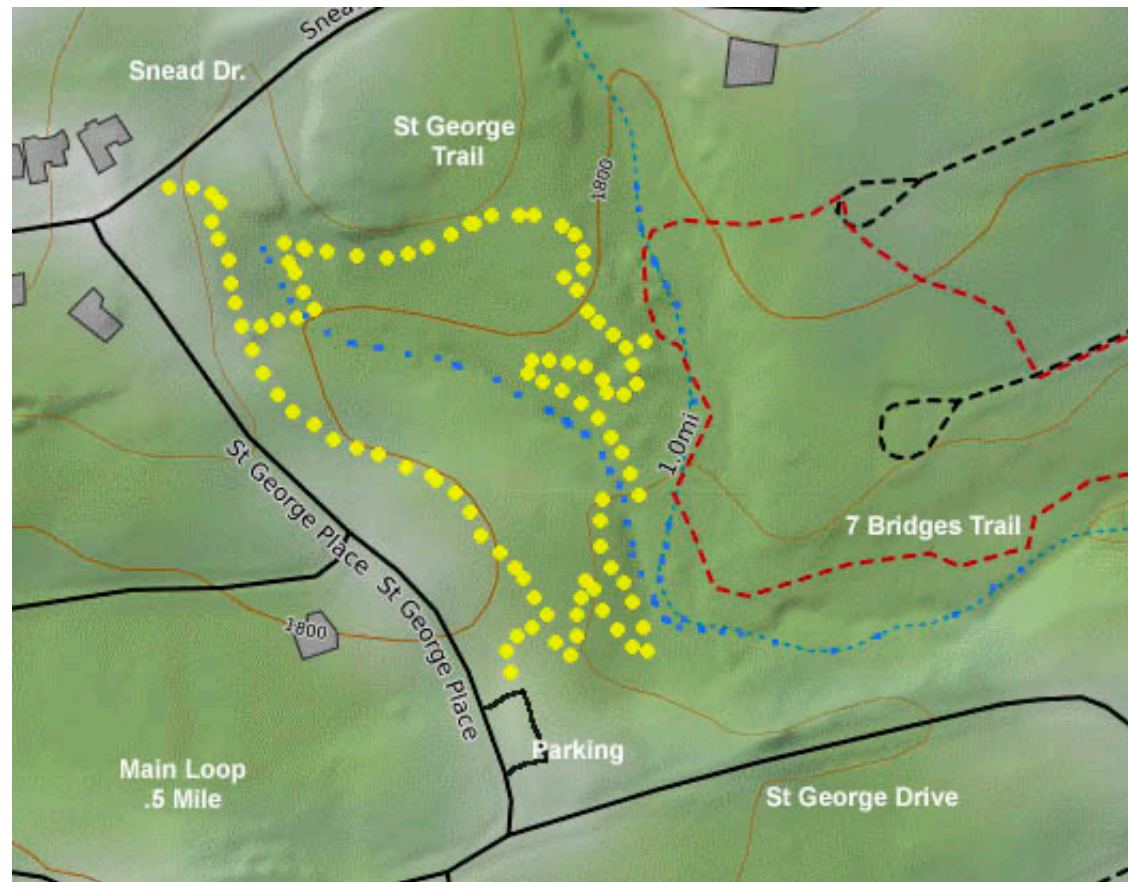 Snea
Snead Dr.
St George
Trail
1800
1.0mi
St George Place
7 Bridges Trail
St George Place
1800
Parking
Main Loop
.5 Mile
St George Drive